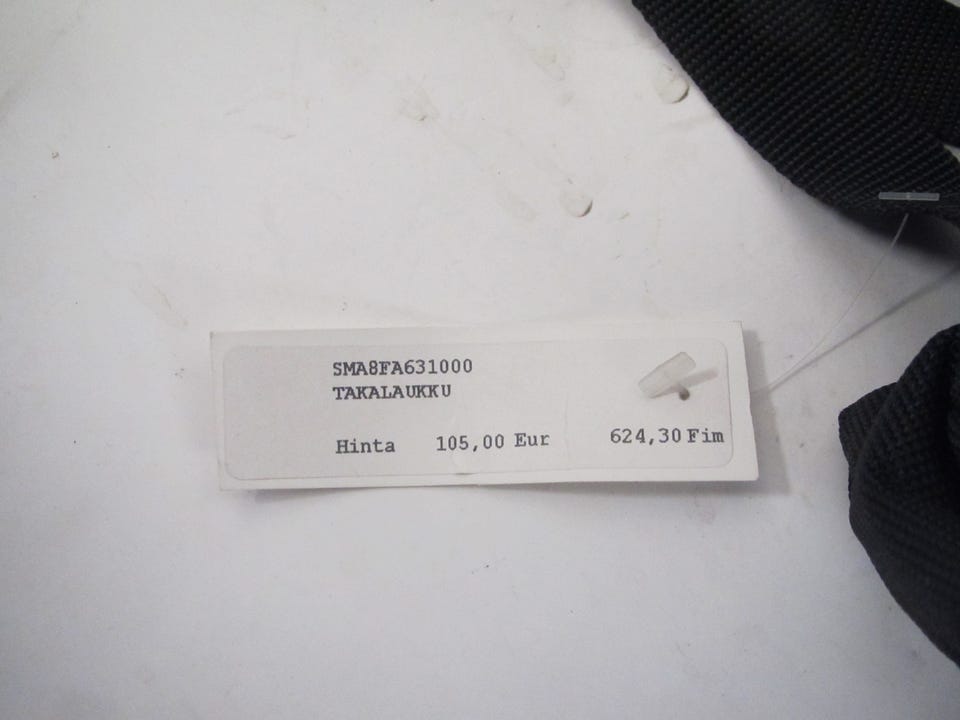 SMA8FA631000
TAKALAUKKU
Hinta 105,00 Eur 624,30 Fim